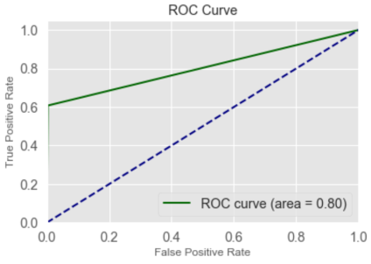 ROC Curve
True Positive Rate
1.0
0.8
0.6
0.4
0.2
0.0
ROC curve (area = 0.80)
0.0 0.2 0.4 0.6 0.8 1.0
False Positive Rate